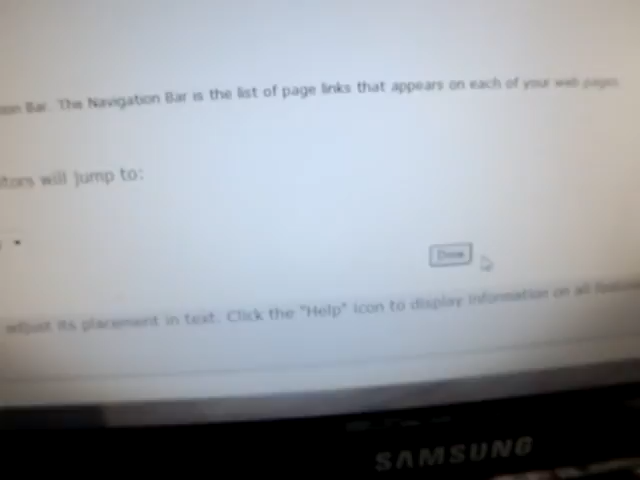 Bar. The Navigation Bar is the list of page links that appears on each of your web pages
will jump to:
Done
adjust its placement in text. Click the "Help" icon to display information on all
SAMSUNG